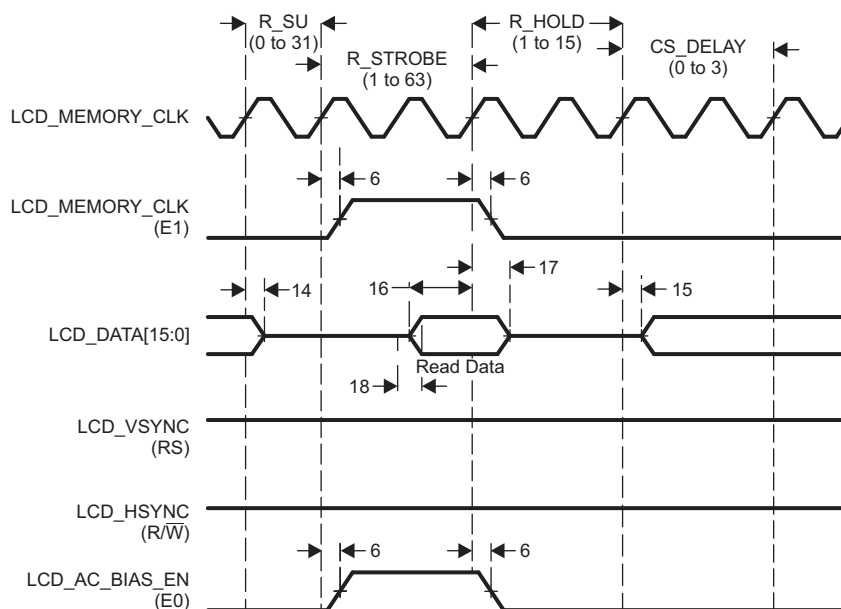 R_SU
(0 to 31)
R_HOLD
(1 to 15)
R_STROBE
(1 to 63)
CS_DELAY
(0 to 3)
LCD_MEMORY_CLK
6
6
LCD_MEMORY_CLK
(E1)
14
16
17
15
LCD_DATA[15:0]
Read Data
18
LCD_VSYNC
(RS)
LCD_HSYNC
(R/W̅)
6
6
LCD_AC_BIAS_EN
(E0)